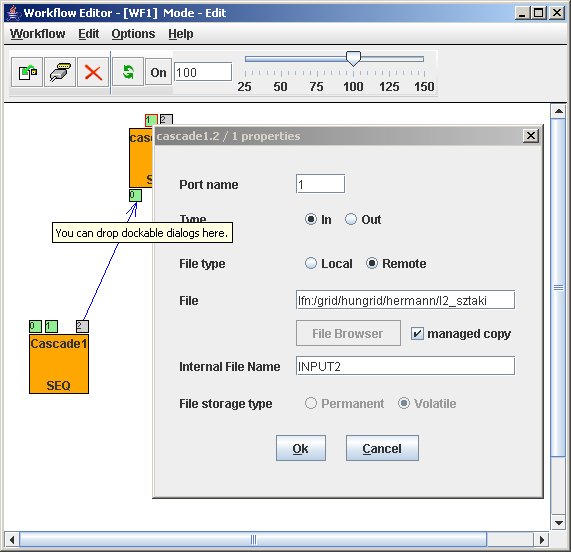 Workflow Editor - [WF1] Mode - Edit
Workflow Edit Options Help
On 100
25 50 75 100 125 150
1 2
cas
S
0
cascade1.2 / 1 properties
Port name 1
Type In Out
You can drop dockable dialogs here.
File type Local Remote
File lfn:/grid/hungrid/hermann/I2_sztaki
File Browser managed copy
0 1 2
Cascade1
SEQ
Internal File Name INPUT2
File storage type Permanent Volatile
Ok Cancel